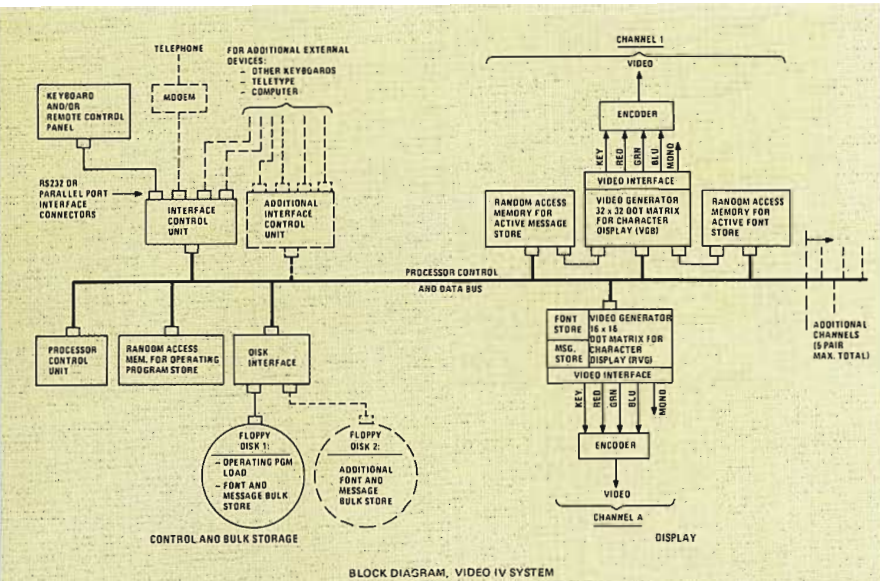 CHANNEL 1
VIDEO
TELEPHONE
FOR ADDITIONAL EXTERNAL
DEVICES:
– OTHER KEYBOARDS
– TELETYPE
– COMPUTER
KEYBOARD
AND/OR
REMOTE CONTROL
PANEL
MODEM
ENCODER
KEY
RED
GRN
BLU
MONO
RS232 OR
PARALLEL PORT
INTERFACE
CONNECTORS
INTERFACE
CONTROL
UNIT
ADDITIONAL
INTERFACE
CONTROL
UNIT
RANDOM ACCESS
MEMORY FOR
ACTIVE MESSAGE
STORE
VIDEO INTERFACE
VIDEO GENERATOR
32 x 32 DOT MATRIX
FOR CHARACTER
DISPLAY (VGB)
RANDOM ACCESS
MEMORY FOR
ACTIVE FONT
STORE
PROCESSOR CONTROL
AND DATA BUS
PROCESSOR
CONTROL
UNIT
RANDOM ACCESS
MEM. FOR OPERATING
PROGRAM STORE
DISK
INTERFACE
FONT
STORE
MSG.
STORE
VIDEO GENERATOR
16 x 16
DOT MATRIX FOR
CHARACTER
DISPLAY (RVG)
VIDEO INTERFACE
ADDITIONAL
CHANNELS
(5 PAIR
MAX. TOTAL)
KEY
RED
GRN
BLU
MONO
FLOPPY
DISK 1:
– OPERATING PGM
LOAD
– FONT AND
MESSAGE BULK
STORE
FLOPPY
DISK 2:
ADDITIONAL
FONT AND
MESSAGE
BULK STORE
ENCODER
VIDEO
CHANNEL A
CONTROL AND BULK STORAGE
DISPLAY
BLOCK DIAGRAM, VIDEO IV SYSTEM